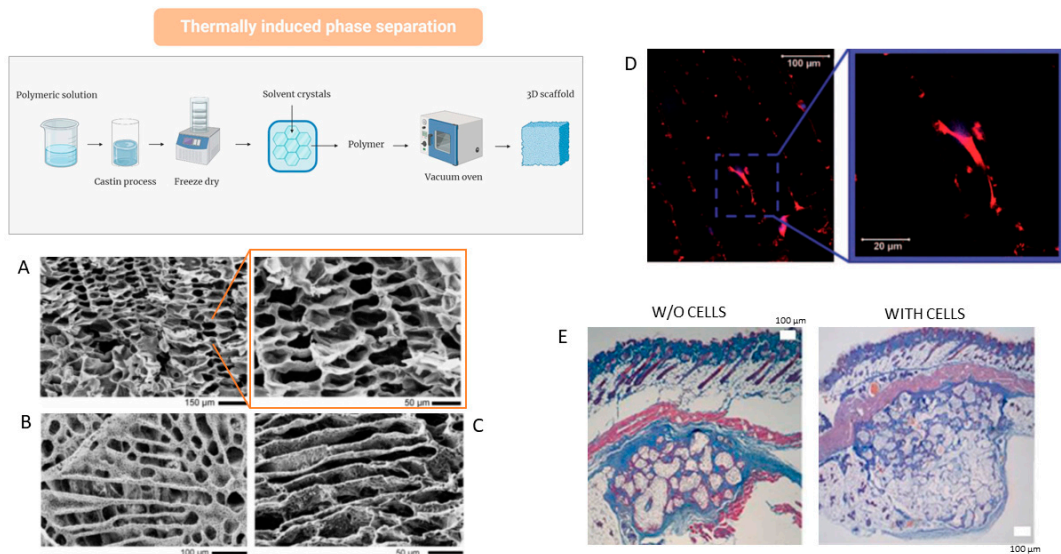 Thermally induced phase separation
Polymeric solution
Castin process
Freeze dry
Solvent crystals
Polymer
Vacuum oven
3D scaffold
A
150 µm
50 µm
B
100 µm
C
50 µm
D
100 µm
20 µm
E
W/O CELLS
100 µm
WITH CELLS
100 µm